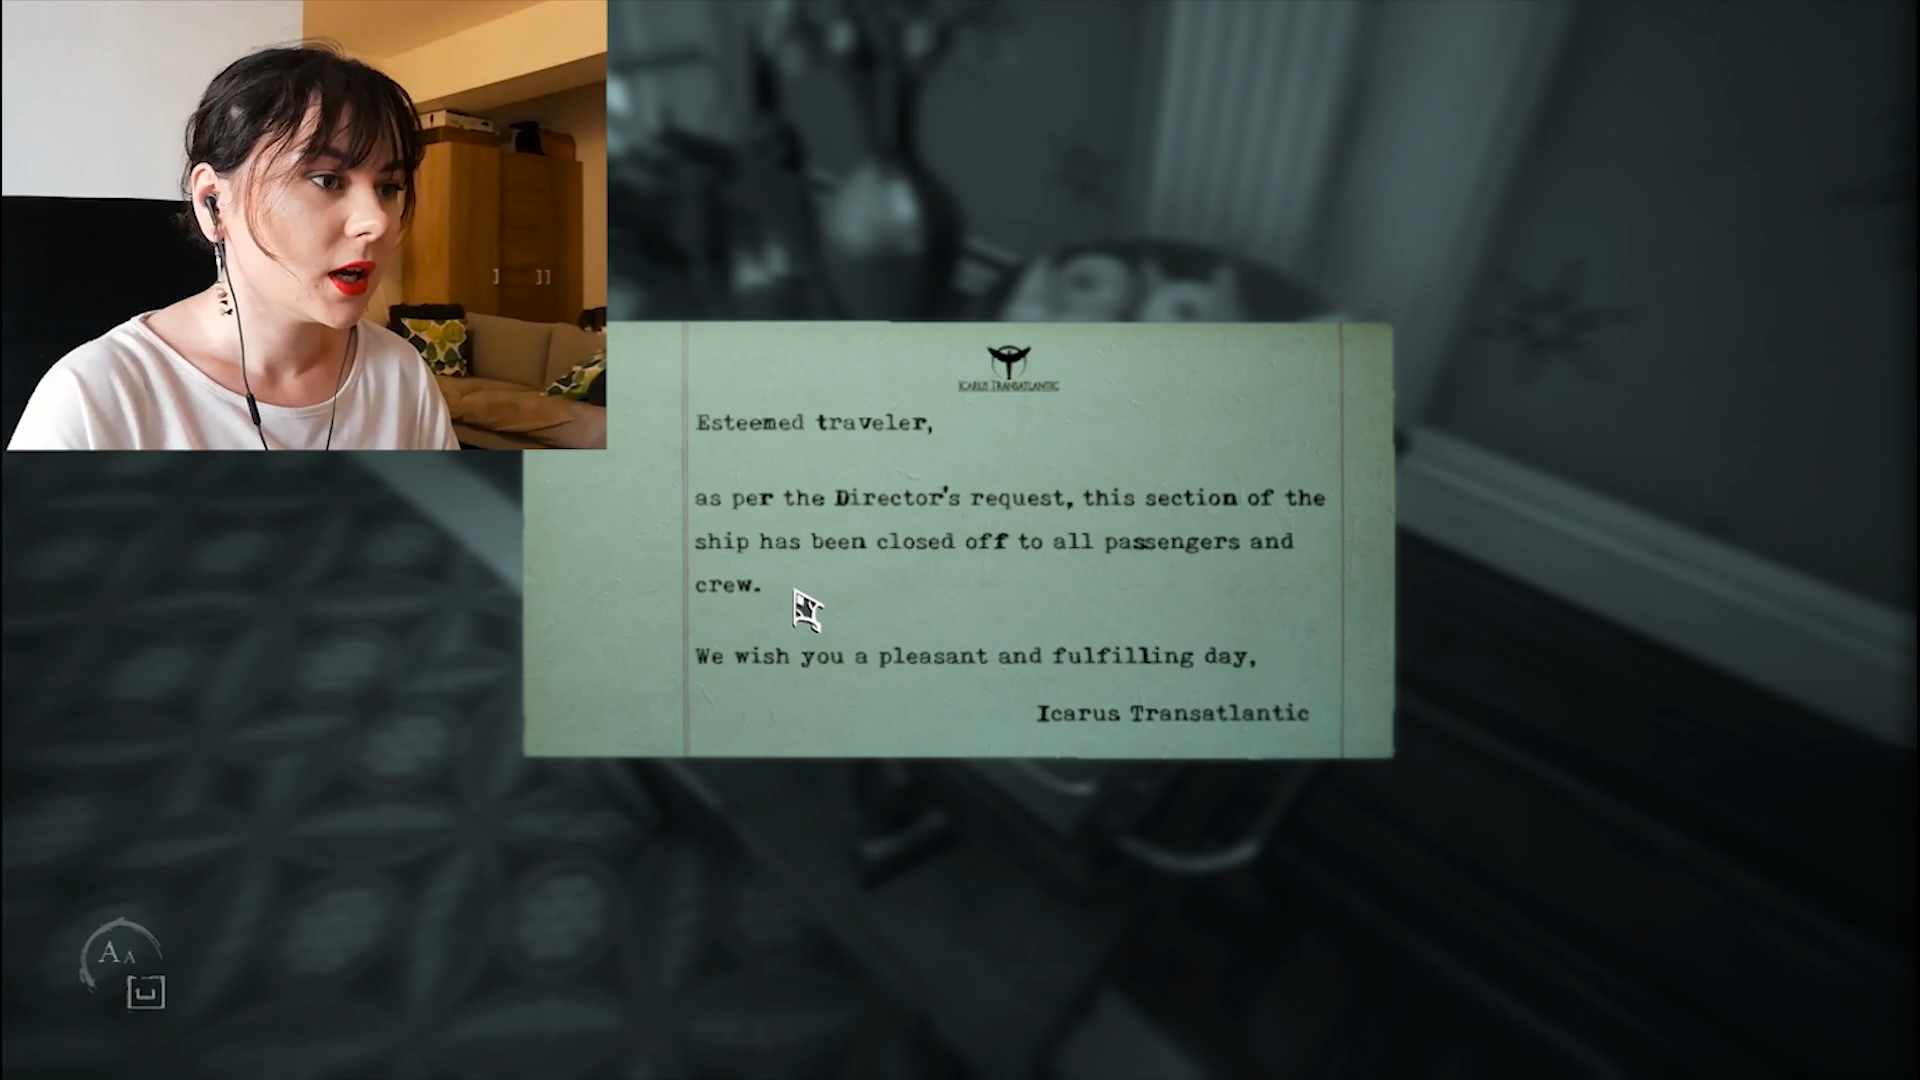 ICARUS TRANSATLANTIC
Esteemed traveler,
as per the Director's request, this section of the
ship has been closed off to all passengers and
crew.
We wish you a pleasant and fulfilling day,
Icarus Transatlantic
AA